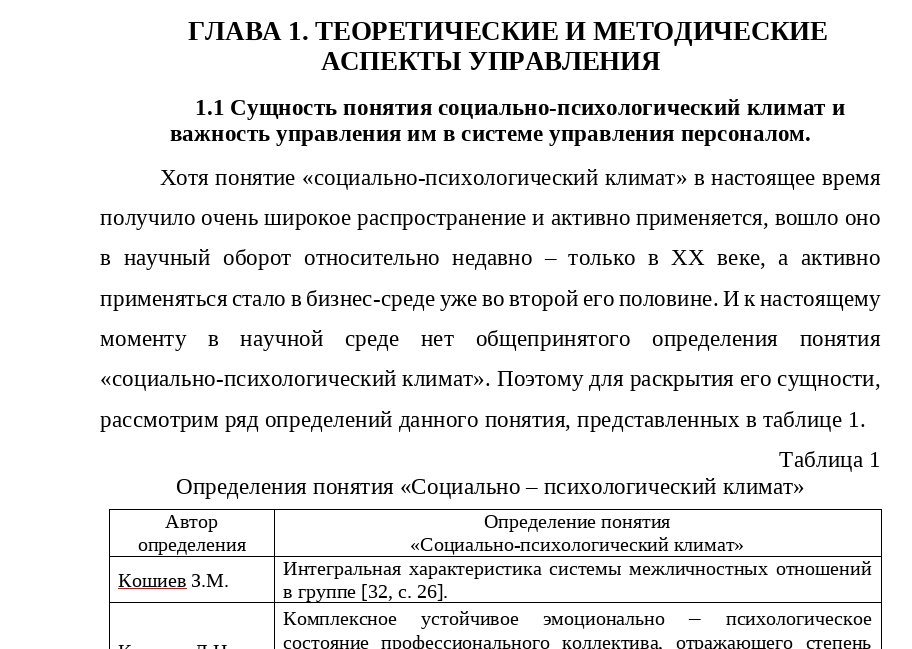 ГЛАВА 1. ТЕОРЕТИЧЕСКИЕ И МЕТОДИЧЕСКИЕ
АСПЕКТЫ УПРАВЛЕНИЯ
1.1 Сущность понятия социально-психологический климат и
важность управления им в системе управления персоналом.
Хотя понятие «социально-психологический климат» в настоящее время
получило очень широкое распространение и активно применяется, вошло оно
в научный оборот относительно недавно – только в XX веке, а активно
применяться стало в бизнес-среде уже во второй его половине. И к настоящему
моменту в научной среде нет общепринятого определения понятия
«социально-психологический климат». Поэтому для раскрытия его сущности,
рассмотрим ряд определений данного понятия, представленных в таблице 1.
Таблица 1
Определения понятия «Социально – психологический климат»
Автор
определения
Определение понятия
«Социально-психологический климат»
Кошиев З.М.
Интегральная характеристика системы межличностных отношений
в группе [32, с. 26].
Комплексное устойчивое эмоционально – психологическое
состояние профессионального коллектива, отражающего степень